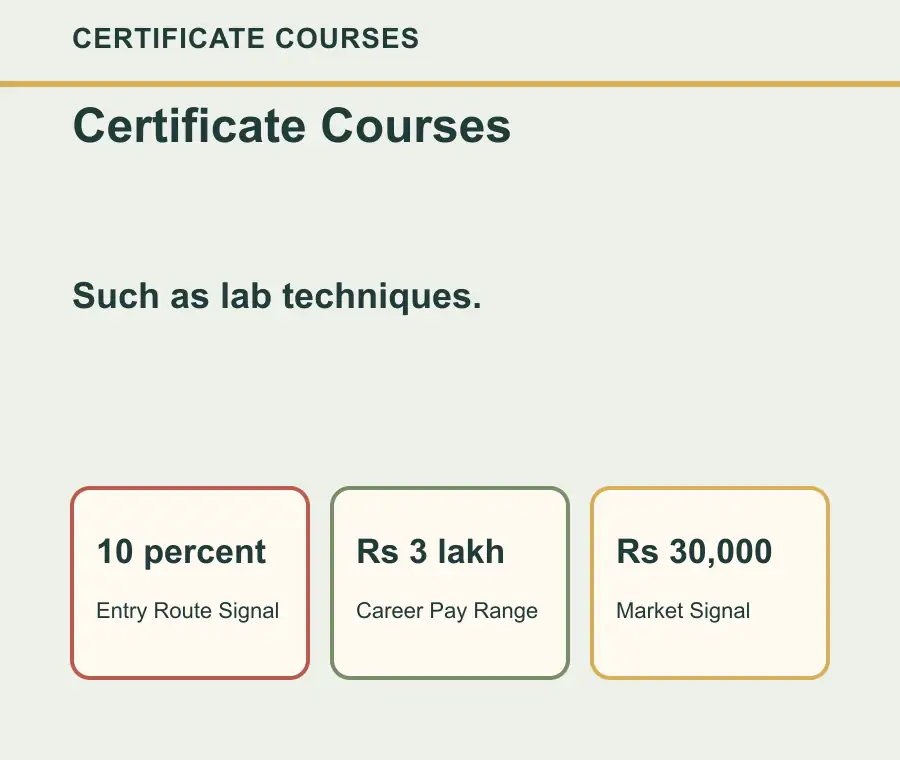 CERTIFICATE COURSES
Certificate Courses
Such as lab techniques.
10 percent
Entry Route Signal
Rs 3 lakh
Career Pay Range
Rs 30,000
Market Signal